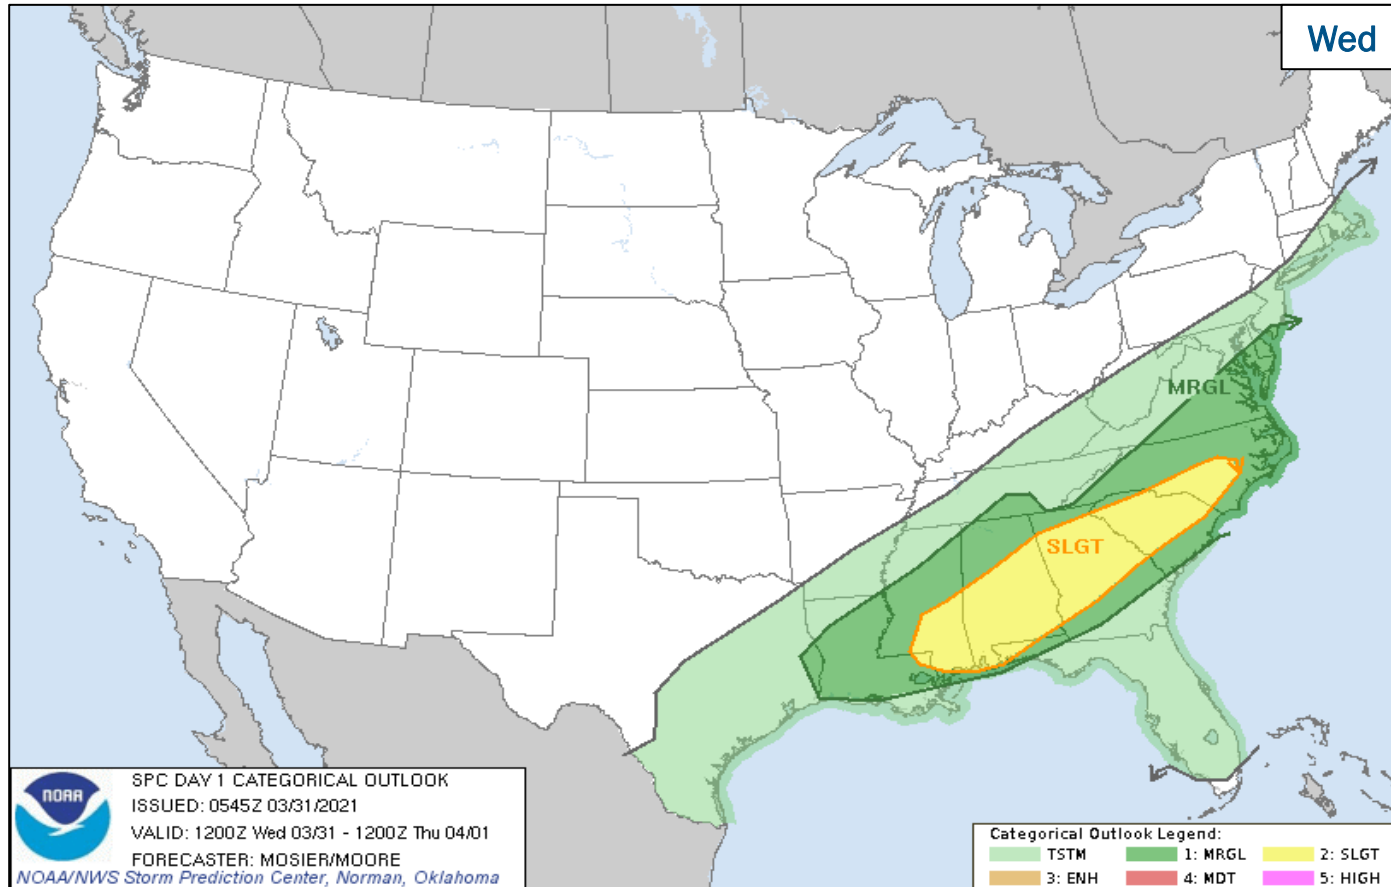 Wed
MRGL
SLGT
NOAA
SPC DAY 1 CATEGORICAL OUTLOOK
ISSUED: 0545Z 03/31/2021
VALID: 1200Z Wed 03/31 - 1200Z Thu 04/01
FORECASTER: MOSIER/MOORE
NOAA/NWS Storm Prediction Center, Norman, Oklahoma
Categorical Outlook Legend:
TSTM 1: MRGL 2: SLGT
3: ENH 4: MDT 5: HIGH